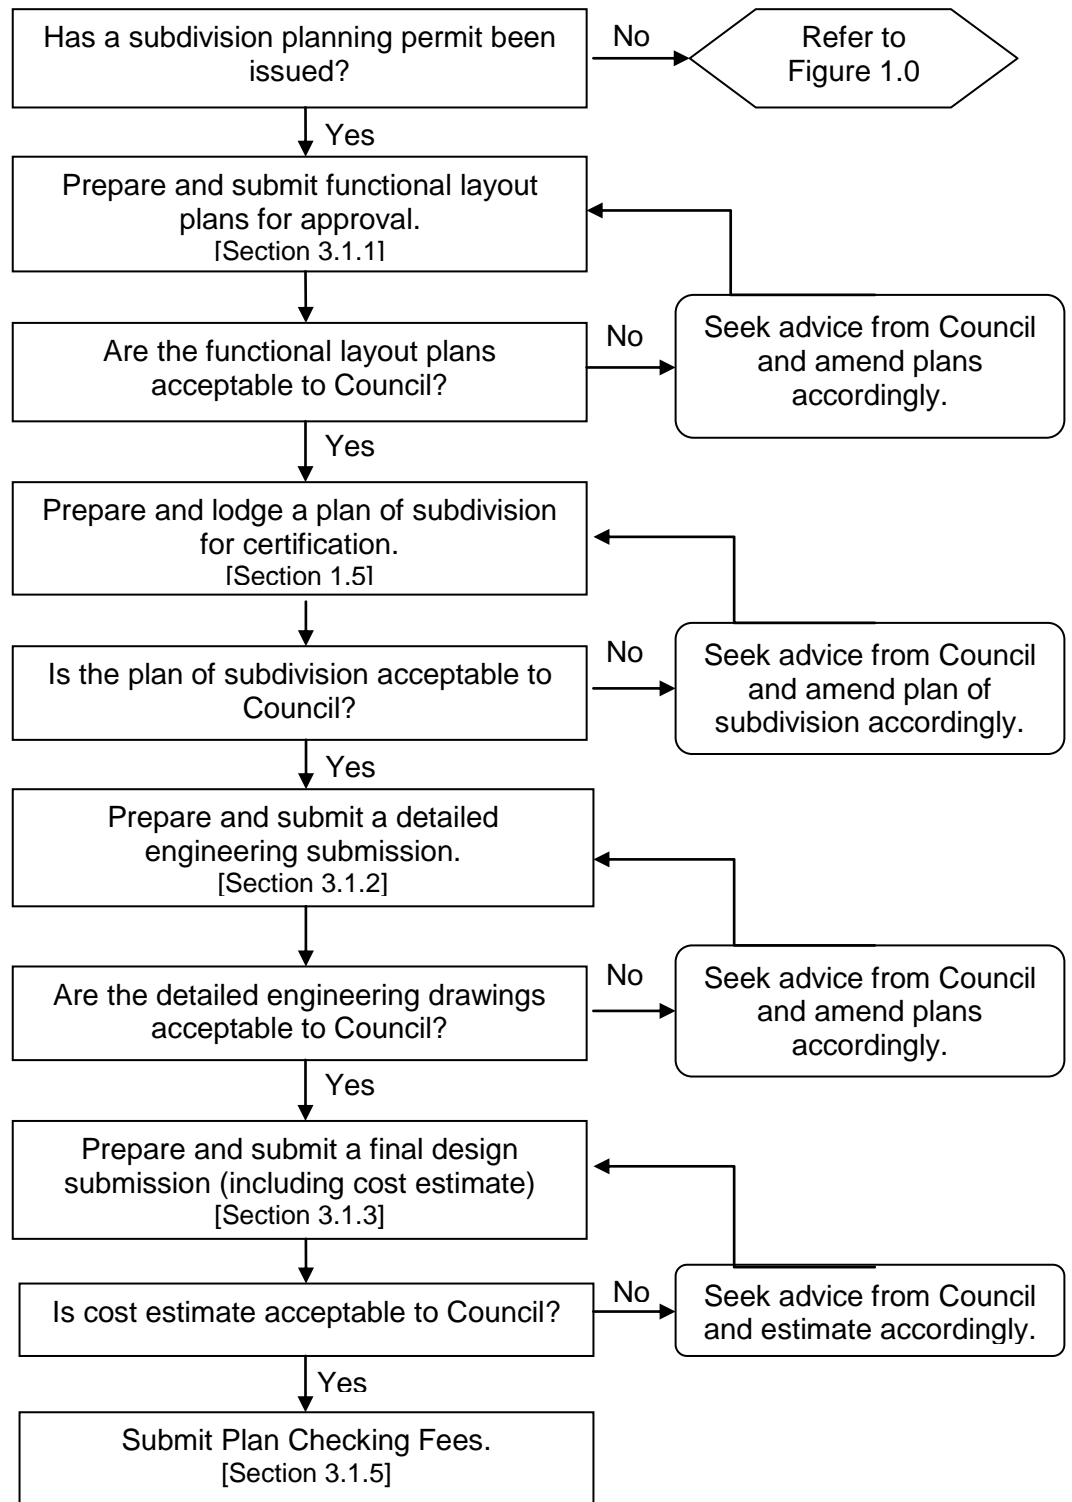 Has a subdivision planning permit been
issued?
No
Refer to
Figure 1.0
Yes
Prepare and submit functional layout
plans for approval.
[Section 3.1.1]
Are the functional layout plans
acceptable to Council?
No
Seek advice from Council
and amend plans
accordingly.
Yes
Prepare and lodge a plan of subdivision
for certification.
[Section 1.5]
Is the plan of subdivision acceptable to
Council?
No
Seek advice from Council
and amend plan of
subdivision accordingly.
Yes
Prepare and submit a detailed
engineering submission.
[Section 3.1.2]
Are the detailed engineering drawings
acceptable to Council?
No
Seek advice from Council
and amend plans
accordingly.
Yes
Prepare and submit a final design
submission (including cost estimate)
[Section 3.1.3]
Is cost estimate acceptable to Council?
No
Seek advice from Council
and estimate accordingly.
Yes
Submit Plan Checking Fees.
[Section 3.1.5]